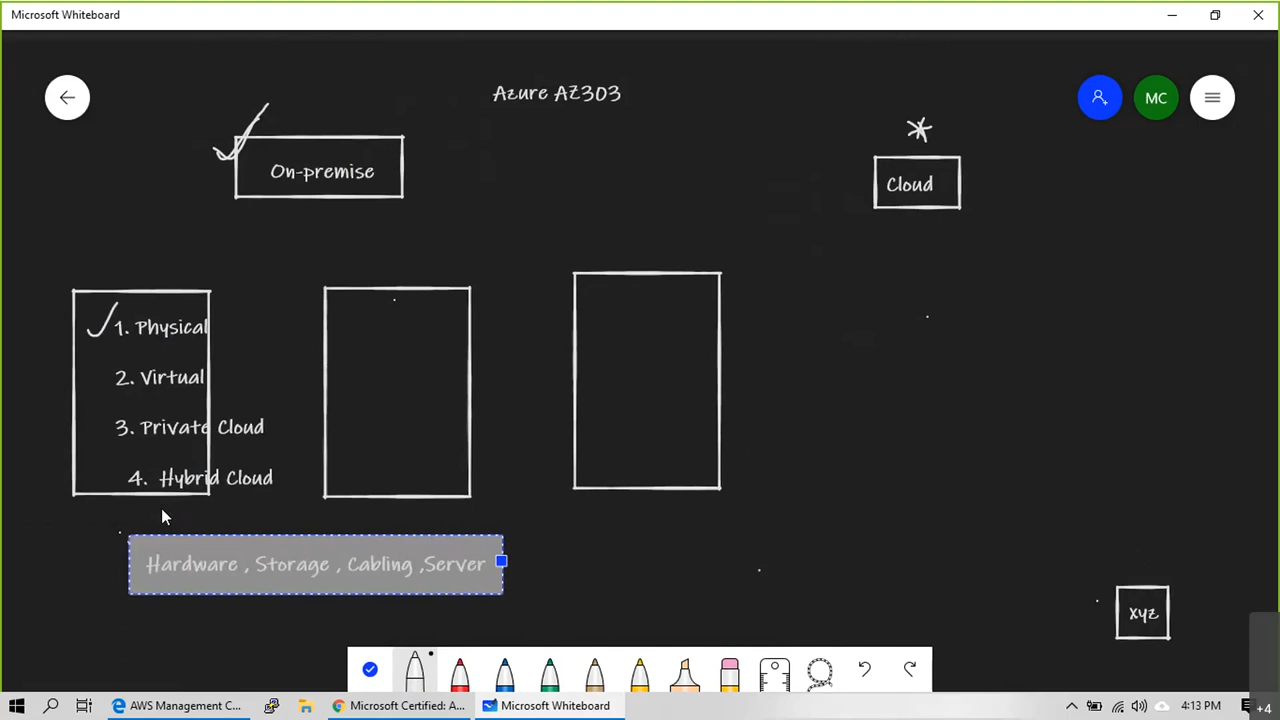 Microsoft Whiteboard
Azure AZ303
MC
On-premise
Cloud
1. Physical
2. Virtual
3. Private Cloud
4. Hybrid Cloud
Hardware , Storage , Cabling ,Server
xyz
AWS Management C...
Microsoft Certified: A...
Microsoft Whiteboard
4:13 PM
+4